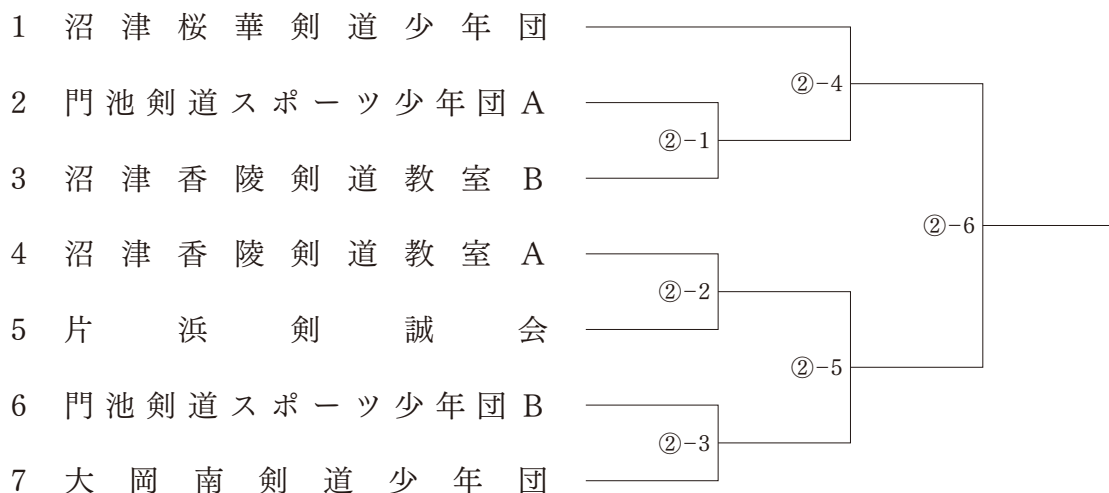 1 沼津桜華剣道少年団
2 門池剣道スポーツ少年団A
3 沼津香陵剣道教室B
4 沼津香陵剣道教室A
5 片浜剣誠会
6 門池剣道スポーツ少年団B
7 大岡南剣道少年団
②-4
②-1
②-6
②-2
②-5
②-3